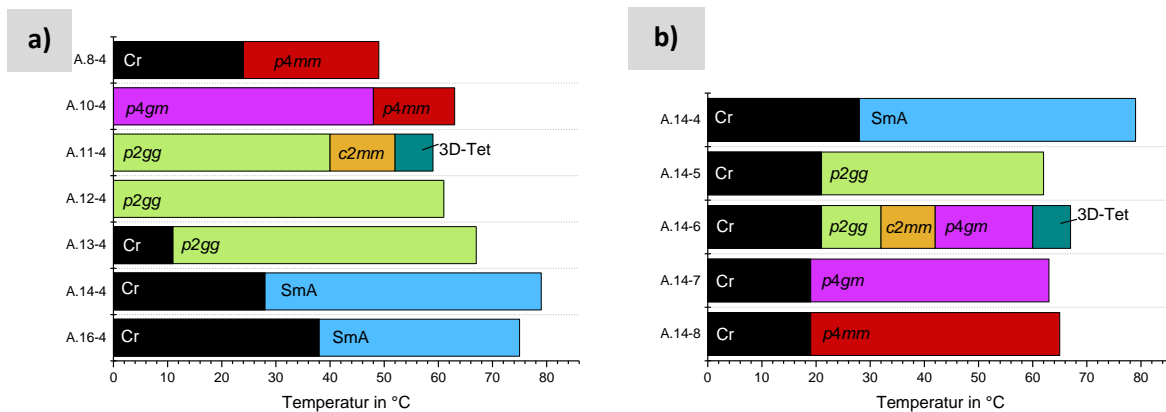 a)
A.8-4 Cr p4mm
A.10-4 p4gm p4mm
A.11-4 p2gg c2mm 3D-Tet
A.12-4 p2gg
A.13-4 Cr p2gg
A.14-4 Cr SmA
A.16-4 Cr SmA
0 10 20 30 40 50 60 70 80
Temperatur in °C
b)
A.14-4 Cr SmA
A.14-5 Cr p2gg
A.14-6 Cr p2gg c2mm p4gm 3D-Tet
A.14-7 Cr p4gm
A.14-8 Cr p4mm
0 10 20 30 40 50 60 70 80
Temperatur in °C